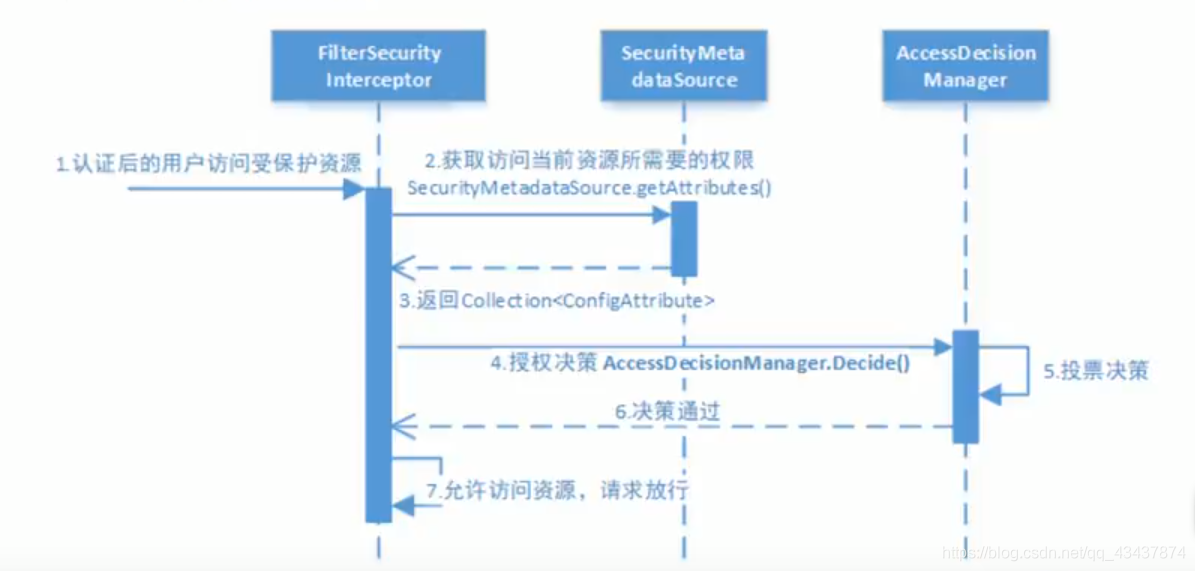 FilterSecurity
Interceptor
SecurityMeta
dataSource
AccessDecision
Manager
1.认证后的用户访问受保护资源
2.获取访问当前资源所需要的权限
SecurityMetadataSource.getAttributes()
3.返回Collection<ConfigAttribute>
4.授权决策 AccessDecisionManager.Decide()
5.投票决策
6.决策通过
7.允许访问资源，请求放行
https://blog.csdn.net/qq_43437874